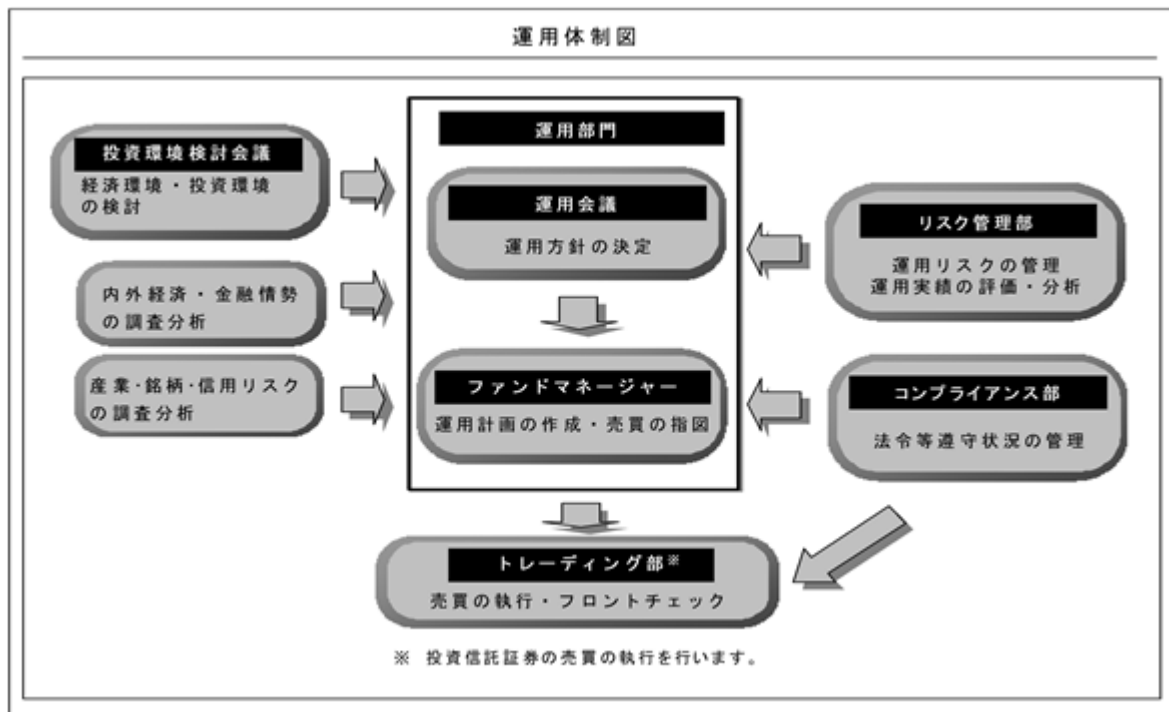 運用体制図
投資環境検討会議
経済環境・投資環境
の検討
内外経済・金融情勢
の調査分析
産業・銘柄・信用リスク
の調査分析
運用部門
運用会議
運用方針の決定
ファンドマネージャー
運用計画の作成・売買の指図
リスク管理部
運用リスクの管理
運用実績の評価・分析
コンプライアンス部
法令等遵守状況の管理
トレーディング部※
売買の執行・フロントチェック
※ 投資信託証券の売買の執行を行います。